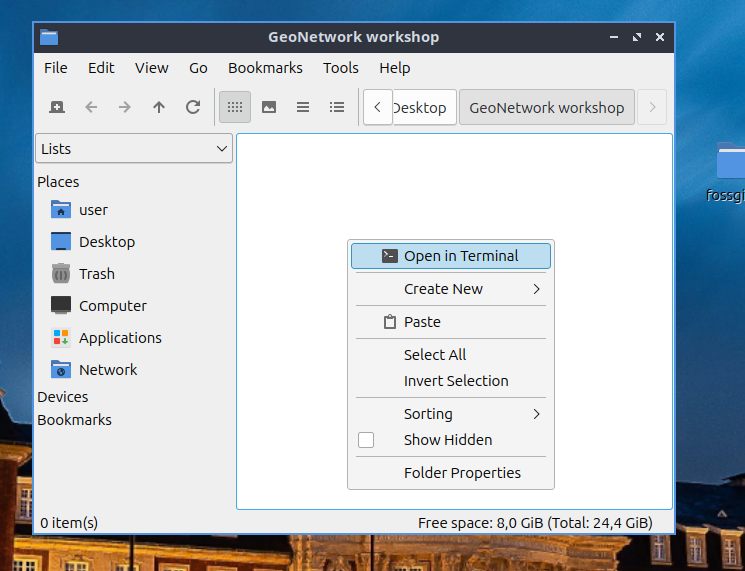 GeoNetwork workshop
File Edit View Go Bookmarks Tools Help
Desktop GeoNetwork workshop
Lists
Places
user
Desktop
Trash
Computer
Applications
Network
Devices
Bookmarks
Open in Terminal
Create New
Paste
Select All
Invert Selection
Sorting
Show Hidden
Folder Properties
0 item(s) Free space: 8,0 GiB (Total: 24,4 GiB)